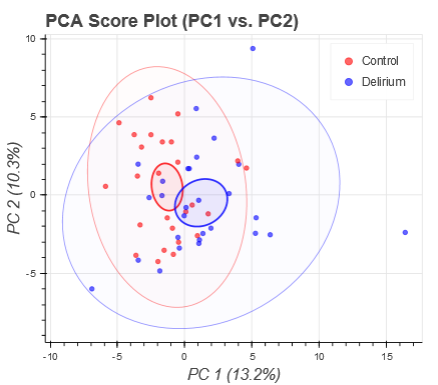 PCA Score Plot (PC1 vs. PC2)
10
5
0
-5
PC 2 (10.3%)
Control
Delirium
-10
-5
0
5
10
15
PC 1 (13.2%)